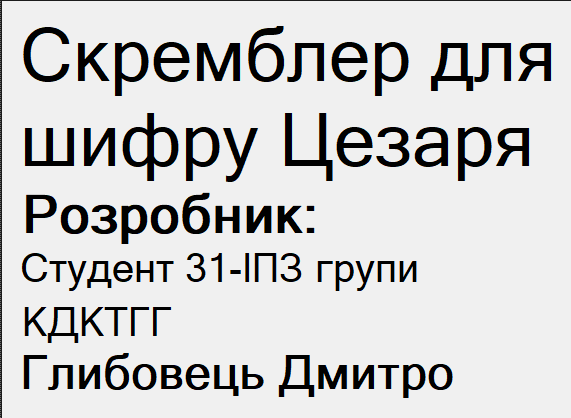 Скремблер для
шифру Цезаря
Розробник:
Студент 31-ІПЗ групи
КДКТГГ
Глибовець Дмитро